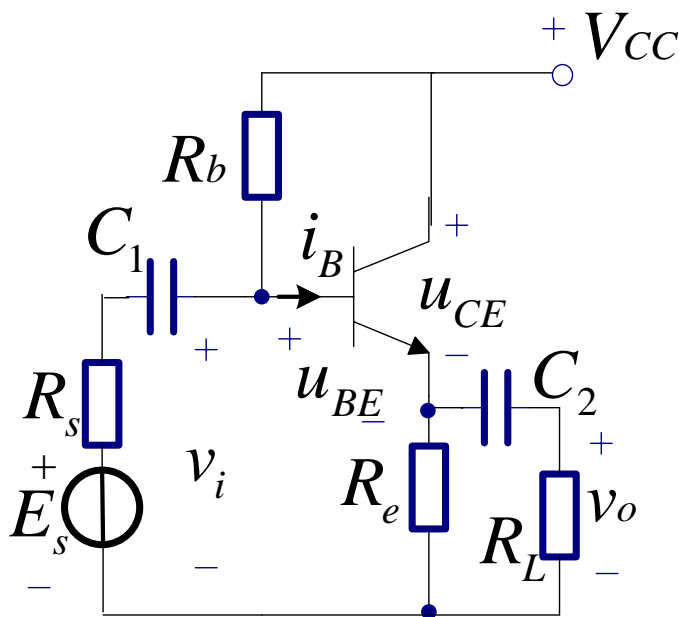 + VCC
Rb
C1
iB
+
uCE
+
+
uBE
−
−
C2
Rs
+
Es
−
vi
−
Re
RL
+
vo
−